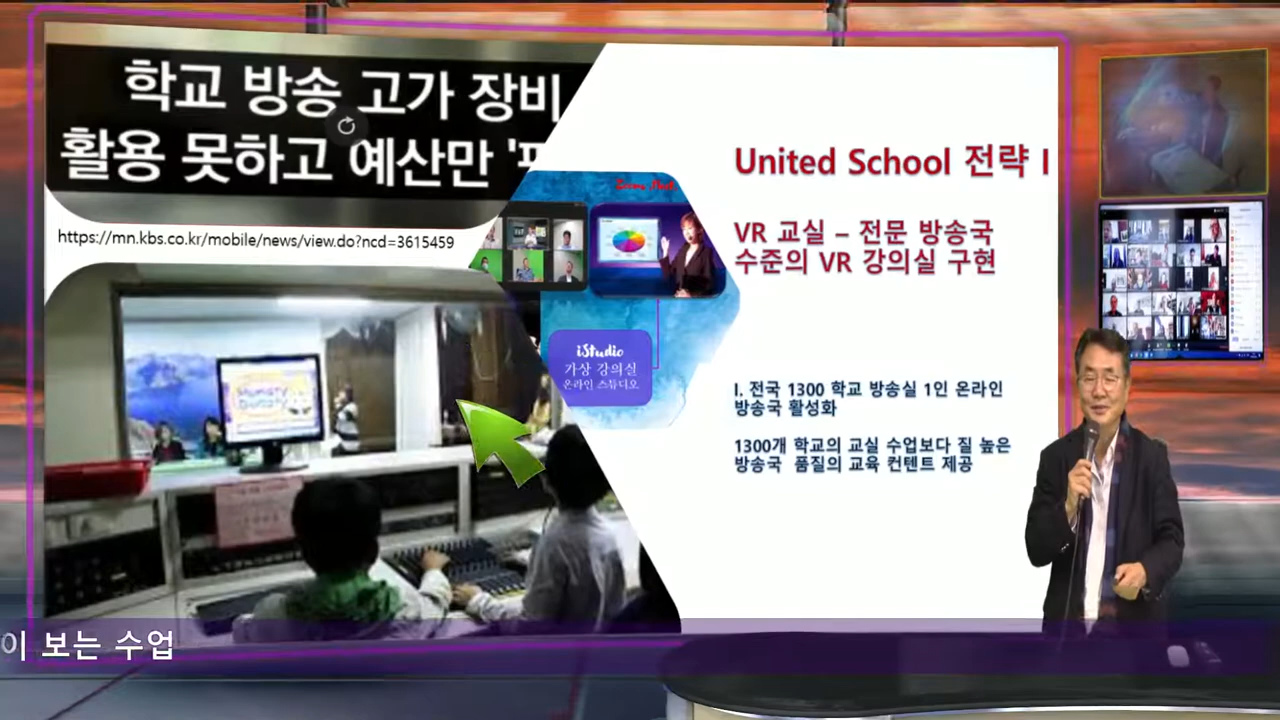 학교 방송 고가 장비
활용 못하고 예산만
https://mn.kbs.co.kr/mobile/news/view.do?ncd=3615459
United School 전략 I
VR 교실 – 전문 방송국
수준의 VR 강의실 구현
iStudio
가상 강의실
온라인 스튜디오
I. 전국 1300 학교 방송실 1인 온라인
방송국 활성화
1300개 학교의 교실 수업보다 질 높은
방송국 품질의 교육 컨텐트 제공
이 보는 수업